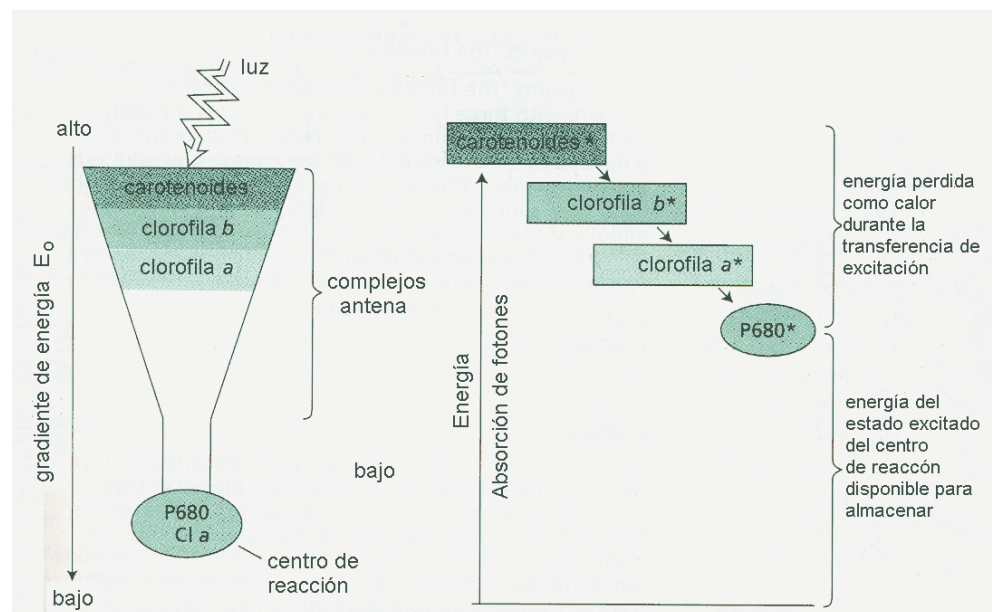 luz
alto
carotenoides
clorofila b
clorofila a
complejos
antena
gradiente de energía E₀
P680
Cl a
centro de
reacción
bajo
bajo
carotenoides *
clorofila b*
clorofila a*
P680*
Energía
Absorción de fotones
energía perdida
como calor
durante la
transferencia de
excitación
energía del
estado excitado
del centro
de reaccón
disponible para
almacenar